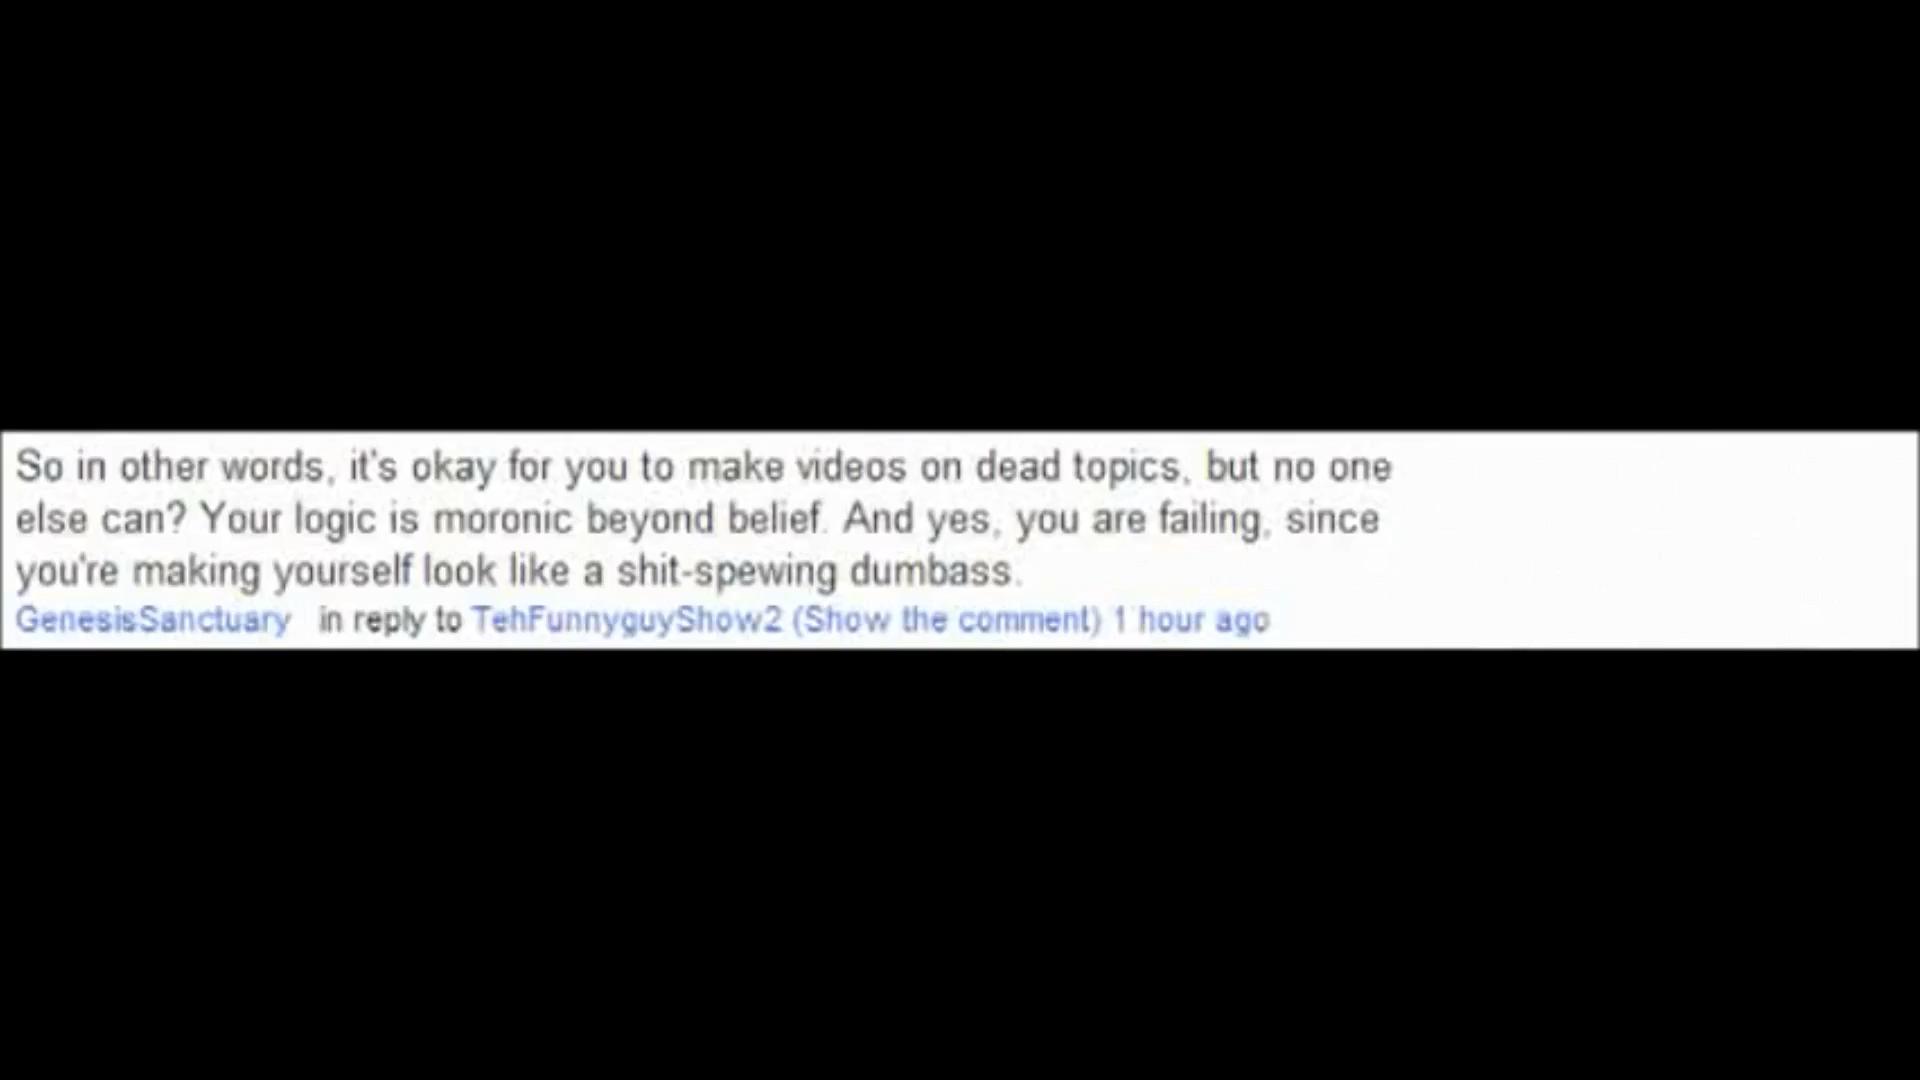 So in other words, it's okay for you to make videos on dead topics, but no one
else can? Your logic is moronic beyond belief. And yes, you are failing, since
you're making yourself look like a shit-spewing dumbass.
GenesisSanctuary in reply to TehFunnyguyShow2 (Show the comment) 1 hour ago